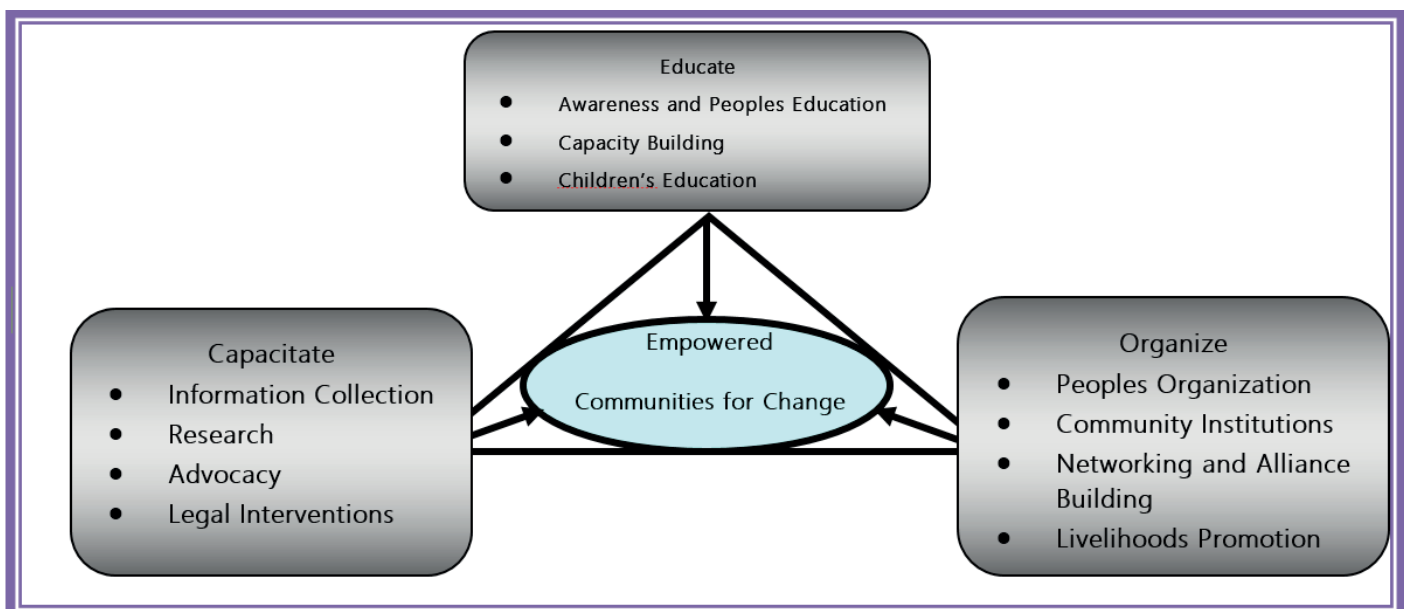 Educate
● Awareness and Peoples Education
● Capacity Building
● Children's Education
Empowered
Communities for Change
Capacitate
● Information Collection
● Research
● Advocacy
● Legal Interventions
Organize
● Peoples Organization
● Community Institutions
● Networking and Alliance
Building
● Livelihoods Promotion